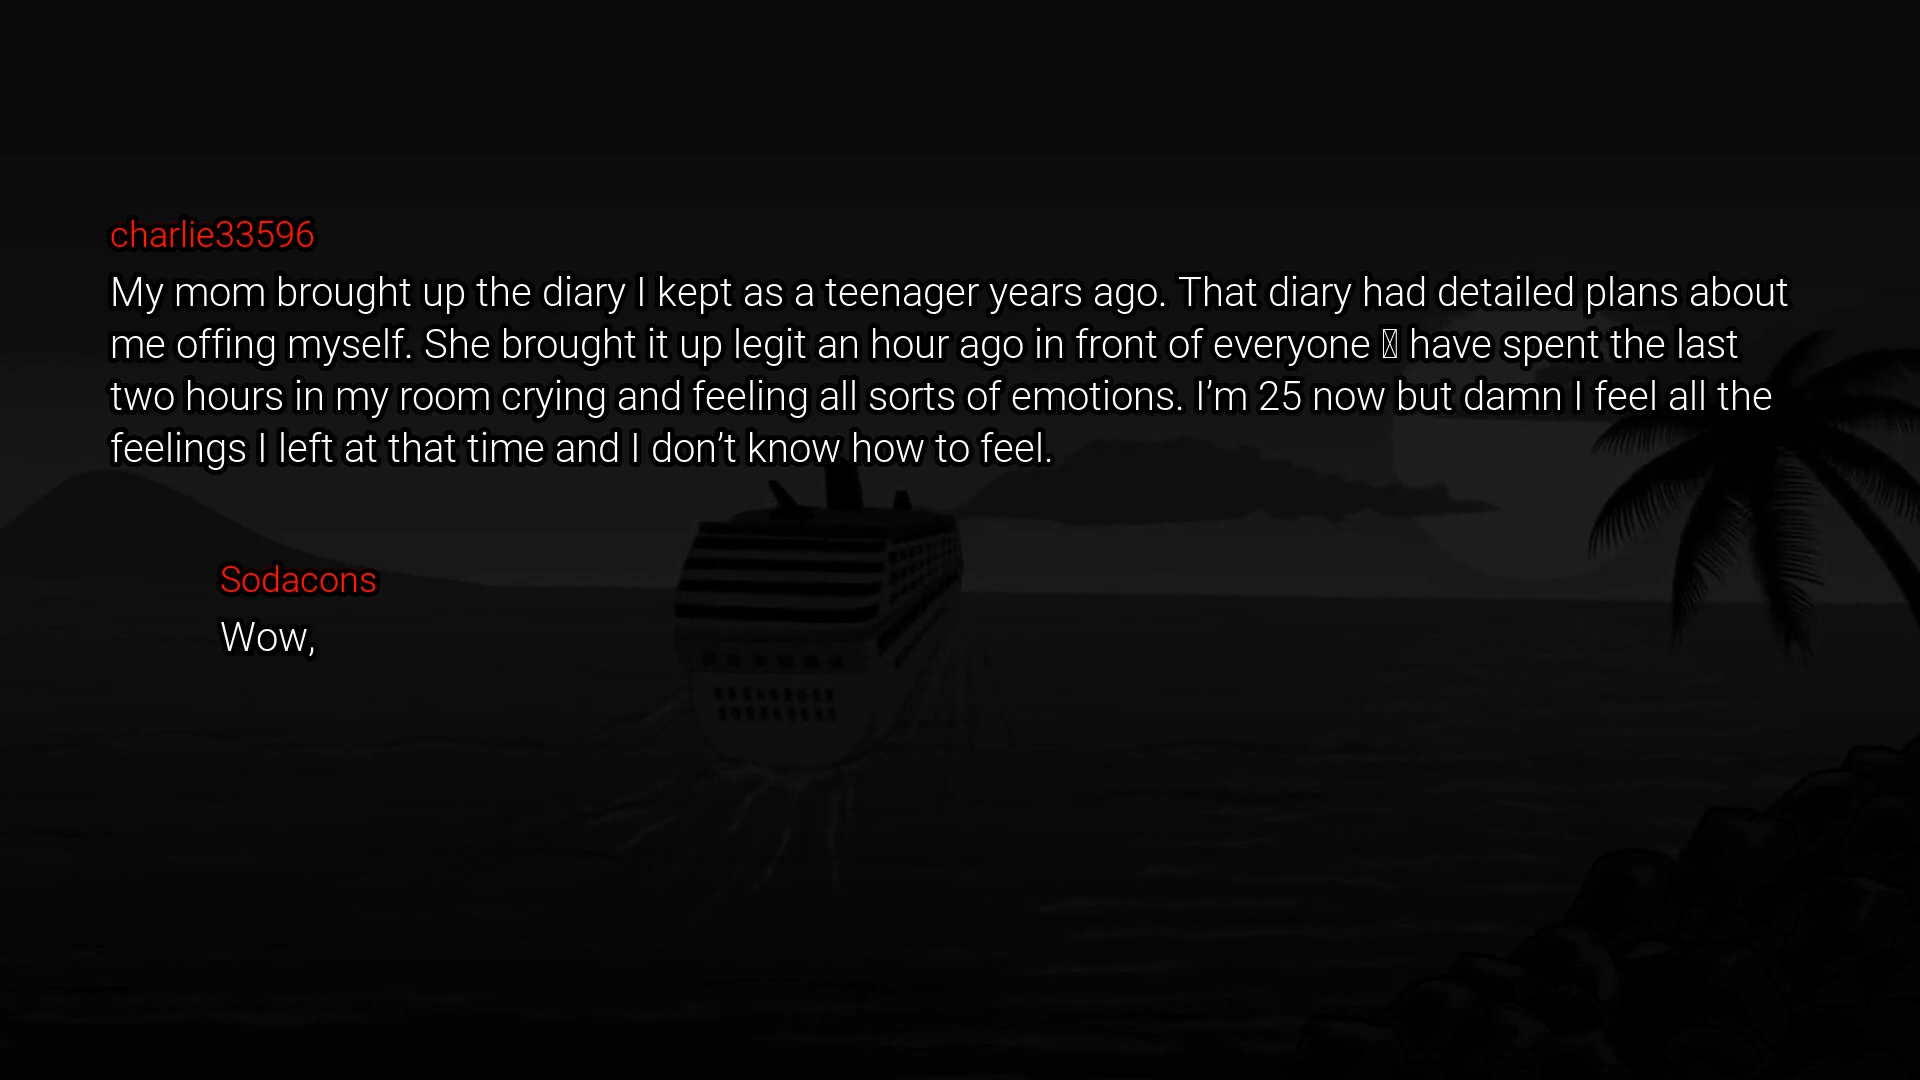 charlie33596
My mom brought up the diary I kept as a teenager years ago. That diary had detailed plans about
me offing myself. She brought it up legit an hour ago in front of everyone  have spent the last
two hours in my room crying and feeling all sorts of emotions. I’m 25 now but damn I feel all the
feelings I left at that time and I don’t know how to feel.
Sodacons
Wow,